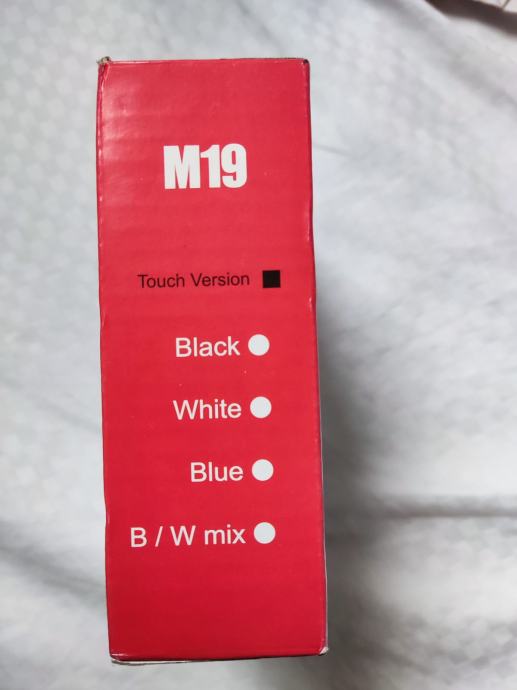 M19
Touch Version
Black
White
Blue
B / W mix